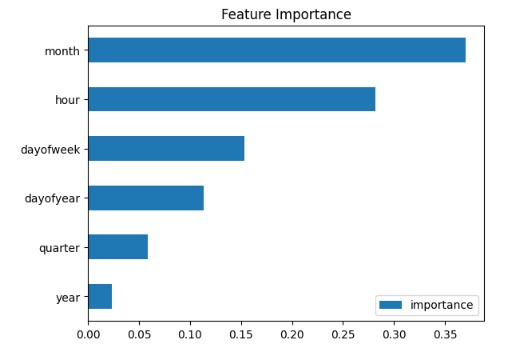 Feature Importance
month
hour
dayofweek
dayofyear
quarter
year
importance
0.00 0.05 0.10 0.15 0.20 0.25 0.30 0.35